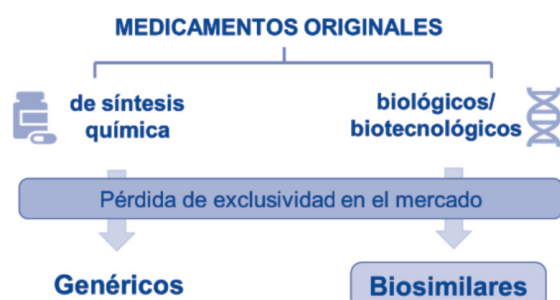 MEDICAMENTOS ORIGINALES
de síntesis
química
biológicos/
biotecnológicos
Pérdida de exclusividad en el mercado
Genéricos
Biosimilares